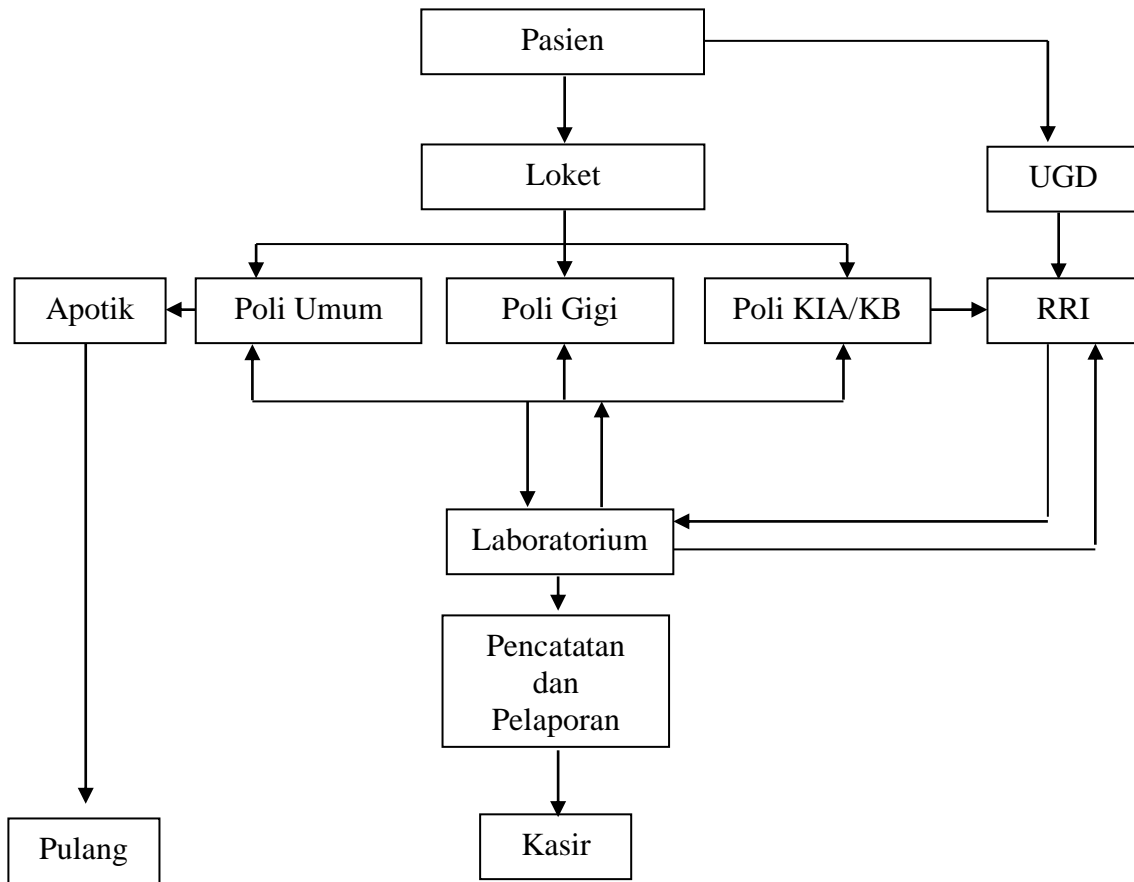 Pasien
Loket
UGD
Apotik
Poli Umum
Poli Gigi
Poli KIA/KB
RRI
Laboratorium
Pencatatan
dan
Pelaporan
Pulang
Kasir